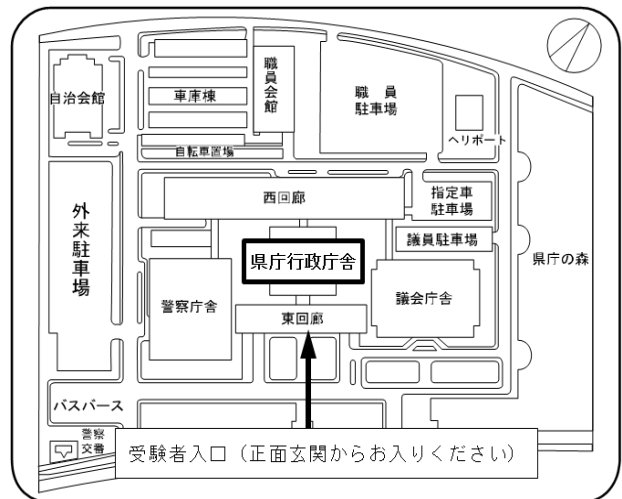 自治会館
車庫棟
職員会館
職員
駐車場
ヘリポート
自転車置場
西回廊
指定車
駐車場
外来駐車場
議員駐車場
県庁行政庁舎
県庁の森
警察庁舎
議会庁舎
東回廊
バスバース
警察
交番
受験者入口（正面玄関からお入りください）